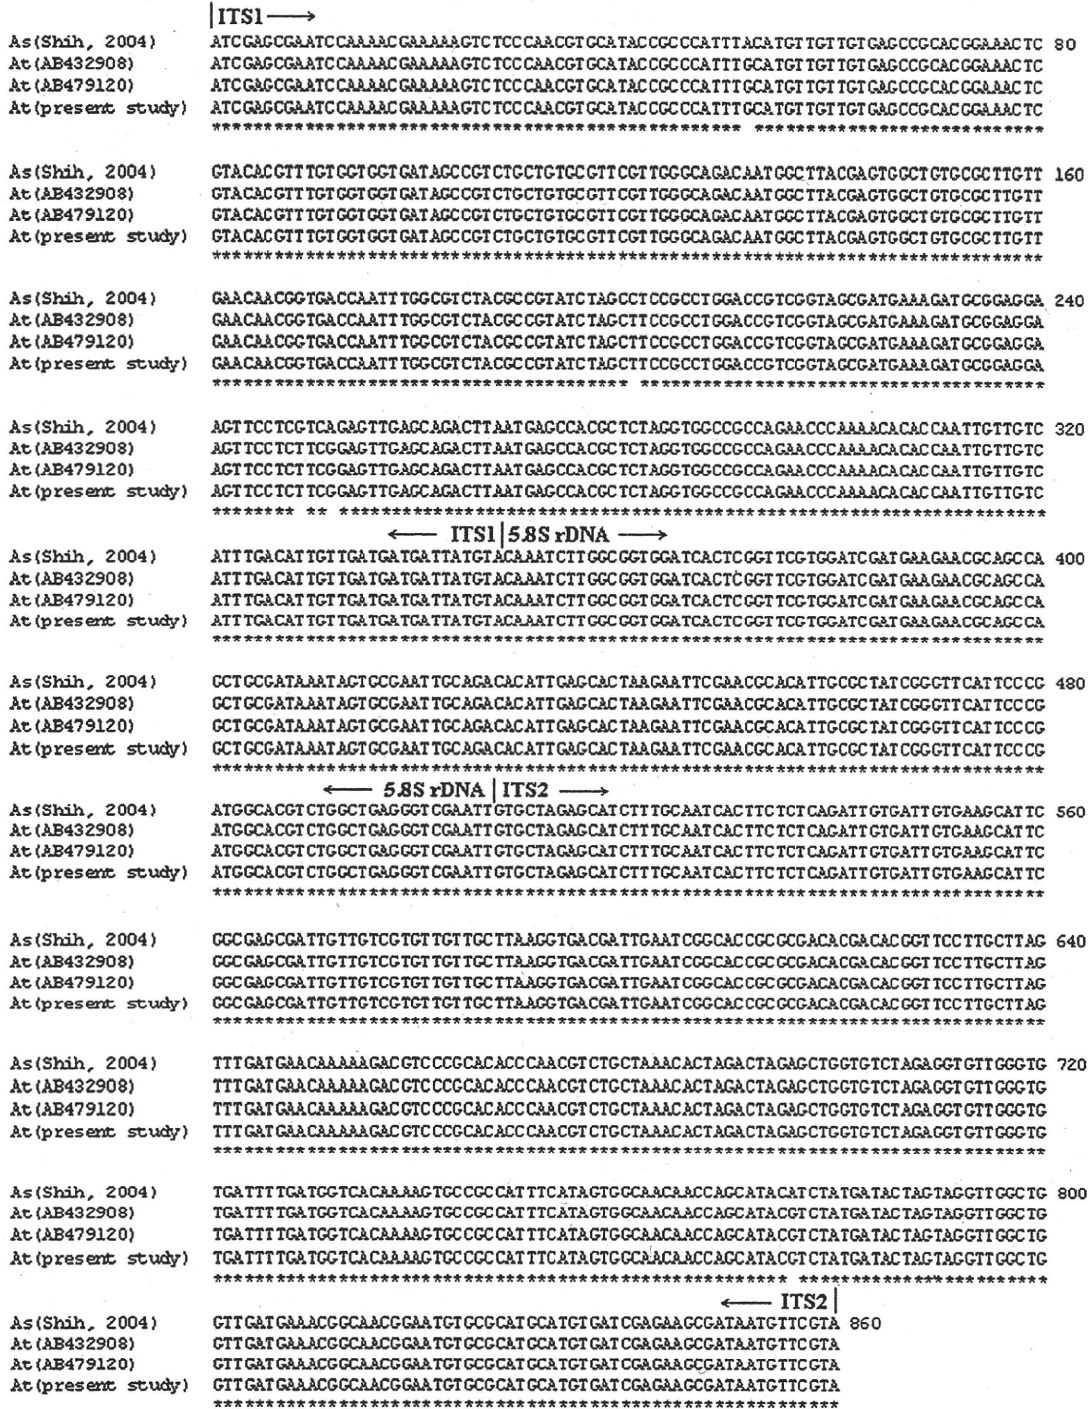 |ITS1→
As(Shih, 2004) ATCGAGCGAATCCAAAACGAAAAAGTCTCCCAACGTGCATACCGCCCATTTACATGTTGTTGTGAGCCGCACGGAAACTC 80
At(AB432908) ATCGAGCGAATCCAAAACGAAAAAGTCTCCCAACGTGCATACCGCCCATTTGCATGTTGTTGTGAGCCGCACGGAAACTC
At(AB479120) ATCGAGCGAATCCAAAACGAAAAAGTCTCCCAACGTGCATACCGCCCATTTGCATGTTGTTGTGAGCCGCACGGAAACTC
At(present study) ATCGAGCGAATCCAAAACGAAAAAGTCTCCCAACGTGCATACCGCCCATTTGCATGTTGTTGTGAGCCGCACGGAAACTC
*************************************************** ****************************
As(Shih, 2004) GTACACGTTTGTGGTGGTGATAGCCGTCTGCTGTGCGTTCGTTGGGCAGACAATGGCTTACGAGTGGCTGTGCGCTTGTT 160
At(AB432908) GTACACGTTTGTGGTGGTGATAGCCGTCTGCTGTGCGTTCGTTGGGCAGACAATGGCTTACGAGTGGCTGTGCGCTTGTT
At(AB479120) GTACACGTTTGTGGTGGTGATAGCCGTCTGCTGTGCGTTCGTTGGGCAGACAATGGCTTACGAGTGGCTGTGCGCTTGTT
At(present study) GTACACGTTTGTGGTGGTGATAGCCGTCTGCTGTGCGTTCGTTGGGCAGACAATGGCTTACGAGTGGCTGTGCGCTTGTT
********************************************************************************
As(Shih, 2004) GAACAACGGTGACCAATTTGGCGTCTACGCCGTATCTAGCCTCCGCCTGGACCGTCGGTAGCGATGAAAGATGCGGAGGA 240
At(AB432908) GAACAACGGTGACCAATTTGGCGTCTACGCCGTATCTAGCTTCCGCCTGGACCGTCGGTAGCGATGAAAGATGCGGAGGA
At(AB479120) GAACAACGGTGACCAATTTGGCGTCTACGCCGTATCTAGCTTCCGCCTGGACCGTCGGTAGCGATGAAAGATGCGGAGGA
At(present study) GAACAACGGTGACCAATTTGGCGTCTACGCCGTATCTAGCTTCCGCCTGGACCGTCGGTAGCGATGAAAGATGCGGAGGA
**************************************** ***************************************
As(Shih, 2004) AGTTCCTCGTCAGAGTTGAGCAGACTTAATGAGCCACGCTCTAGGTGGCCGCCAGAACCCAAAACACACCAATTGTTGTC 320
At(AB432908) AGTTCCTCTTCGGAGTTGAGCAGACTTAATGAGCCACGCTCTAGGTGGCCGCCAGAACCCAAAACACACCAATTGTTGTC
At(AB479120) AGTTCCTCTTCGGAGTTGAGCAGACTTAATGAGCCACGCTCTAGGTGGCCGCCAGAACCCAAAACACACCAATTGTTGTC
At(present study) AGTTCCTCTTCGGAGTTGAGCAGACTTAATGAGCCACGCTCTAGGTGGCCGCCAGAACCCAAAACACACCAATTGTTGTC
******** ** ********************************************************************
← ITS1|5.8S rDNA →
As(Shih, 2004) ATTTGACATTGTTGATGATGATTATGTACAAATCTTGGCGGTGGATCACTCGGTTCGTGGATCGATGAAGAACGCAGCCA 400
At(AB432908) ATTTGACATTGTTGATGATGATTATGTACAAATCTTGGCGGTGGATCACTCGGTTCGTGGATCGATGAAGAACGCAGCCA
At(AB479120) ATTTGACATTGTTGATGATGATTATGTACAAATCTTGGCGGTGGATCACTCGGTTCGTGGATCGATGAAGAACGCAGCCA
At(present study) ATTTGACATTGTTGATGATGATTATGTACAAATCTTGGCGGTGGATCACTCGGTTCGTGGATCGATGAAGAACGCAGCCA
********************************************************************************
As(Shih, 2004) GCTGCGATAAATAGTGCGAATTGCAGACACATTGAGCACTAAGAATTCGAACGCACATTGCGCTATCGGGTTCATTCCCG 480
At(AB432908) GCTGCGATAAATAGTGCGAATTGCAGACACATTGAGCACTAAGAATTCGAACGCACATTGCGCTATCGGGTTCATTCCCG
At(AB479120) GCTGCGATAAATAGTGCGAATTGCAGACACATTGAGCACTAAGAATTCGAACGCACATTGCGCTATCGGGTTCATTCCCG
At(present study) GCTGCGATAAATAGTGCGAATTGCAGACACATTGAGCACTAAGAATTCGAACGCACATTGCGCTATCGGGTTCATTCCCG
********************************************************************************
← 5.8S rDNA|ITS2 →
As(Shih, 2004) ATGGCACGTCTGGCTGAGGGTCGAATTGTGCTAGAGCATCTTTGCAATCACTTCTCTCAGATTGTGATTGTGAAGCATTC 560
At(AB432908) ATGGCACGTCTGGCTGAGGGTCGAATTGTGCTAGAGCATCTTTGCAATCACTTCTCTCAGATTGTGATTGTGAAGCATTC
At(AB479120) ATGGCACGTCTGGCTGAGGGTCGAATTGTGCTAGAGCATCTTTGCAATCACTTCTCTCAGATTGTGATTGTGAAGCATTC
At(present study) ATGGCACGTCTGGCTGAGGGTCGAATTGTGCTAGAGCATCTTTGCAATCACTTCTCTCAGATTGTGATTGTGAAGCATTC
********************************************************************************
As(Shih, 2004) GGCGAGCGATTGTTGTCGTGTTGTTGCTTAAGGTGACGATTGAATCGGCACCGCGCGACACGACACGGTTCCTTGCTTAG 640
At(AB432908) GGCGAGCGATTGTTGTCGTGTTGTTGCTTAAGGTGACGATTGAATCGGCACCGCGCGACACGACACGGTTCCTTGCTTAG
At(AB479120) GGCGAGCGATTGTTGTCGTGTTGTTGCTTAAGGTGACGATTGAATCGGCACCGCGCGACACGACACGGTTCCTTGCTTAG
At(present study) GGCGAGCGATTGTTGTCGTGTTGTTGCTTAAGGTGACGATTGAATCGGCACCGCGCGACACGACACGGTTCCTTGCTTAG
********************************************************************************
As(Shih, 2004) TTTGATGAACAAAAAGACGTCCCGCACACCCAACGTCTGCTAAACACTAGACTAGAGCTGGTGTCTAGAGGTGTTGGGTG 720
At(AB432908) TTTGATGAACAAAAAGACGTCCCGCACACCCAACGTCTGCTAAACACTAGACTAGAGCTGGTGTCTAGAGGTGTTGGGTG
At(AB479120) TTTGATGAACAAAAAGACGTCCCGCACACCCAACGTCTGCTAAACACTAGACTAGAGCTGGTGTCTAGAGGTGTTGGGTG
At(present study) TTTGATGAACAAAAAGACGTCCCGCACACCCAACGTCTGCTAAACACTAGACTAGAGCTGGTGTCTAGAGGTGTTGGGTG
********************************************************************************
As(Shih, 2004) TGATTTTGATGGTCACAAAAGTGCCGCCATTTCATAGTGGCAACAACCAGCATACATCTATGATACTAGTAGGTTGGCTG 800
At(AB432908) TGATTTTGATGGTCACAAAAGTGCCGCCATTTCATAGTGGCAACAACCAGCATACGTCTATGATACTAGTAGGTTGGCTG
At(AB479120) TGATTTTGATGGTCACAAAAGTGCCGCCATTTCATAGTGGCAACAACCAGCATACGTCTATGATACTAGTAGGTTGGCTG
At(present study) TGATTTTGATGGTCACAAAAGTGCCGCCATTTCATAGTGGCAACAACCAGCATACGTCTATGATACTAGTAGGTTGGCTG
******************************************************* ************************
← ITS2|
As(Shih, 2004) GTTGATGAAACGGCAACGGAATGTGCGCATGCATGTGATCGAGAAGCGATAATGTTCGTA 860
At(AB432908) GTTGATGAAACGGCAACGGAATGTGCGCATGCATGTGATCGAGAAGCGATAATGTTCGTA
At(AB479120) GTTGATGAAACGGCAACGGAATGTGCGCATGCATGTGATCGAGAAGCGATAATGTTCGTA
At(present study) GTTGATGAAACGGCAACGGAATGTGCGCATGCATGTGATCGAGAAGCGATAATGTTCGTA
************************************************************